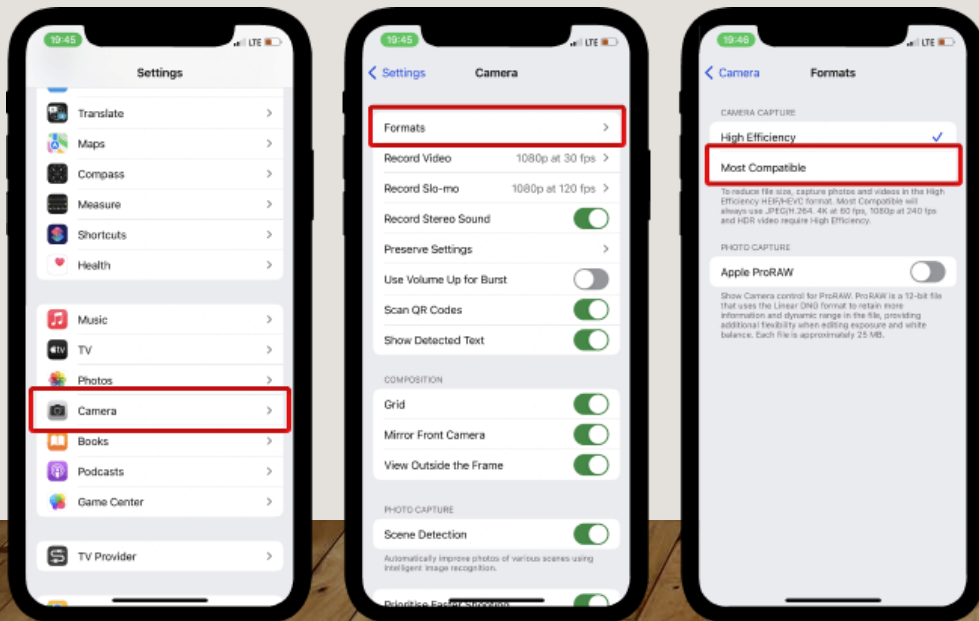 19:45
LTE
Settings
Translate
Maps
Compass
Measure
Shortcuts
Health
Music
tv
TV
Photos
Camera
Books
Podcasts
Game Center
TV Provider
19:45
LTE
Settings
Camera
Formats
Record Video 1080p at 30 fps
Record Slo-mo 1080p at 120 fps
Record Stereo Sound
Preserve Settings
Use Volume Up for Burst
Scan QR Codes
Show Detected Text
COMPOSITION
Grid
Mirror Front Camera
View Outside the Frame
PHOTO CAPTURE
Scene Detection
Automatically improve photos of various scenes using
intelligent image recognition.
Prioritise Faster Shooting
19:46
LTE
Camera
Formats
CAMERA CAPTURE
High Efficiency
Most Compatible
To reduce file size, capture photos and videos in the High
Efficiency HEIF/HEVC format. Most Compatible will
always use JPEG/H.264. 4K at 60 fps, 1080p at 240 fps
and HDR video require High Efficiency.
PHOTO CAPTURE
Apple ProRAW
Show Camera control for ProRAW. ProRAW is a 12-bit file
that uses the Linear DNG format to retain more
information and dynamic range in the file, providing
additional flexibility when editing exposure and white
balance. Each file is approximately 25 MB.